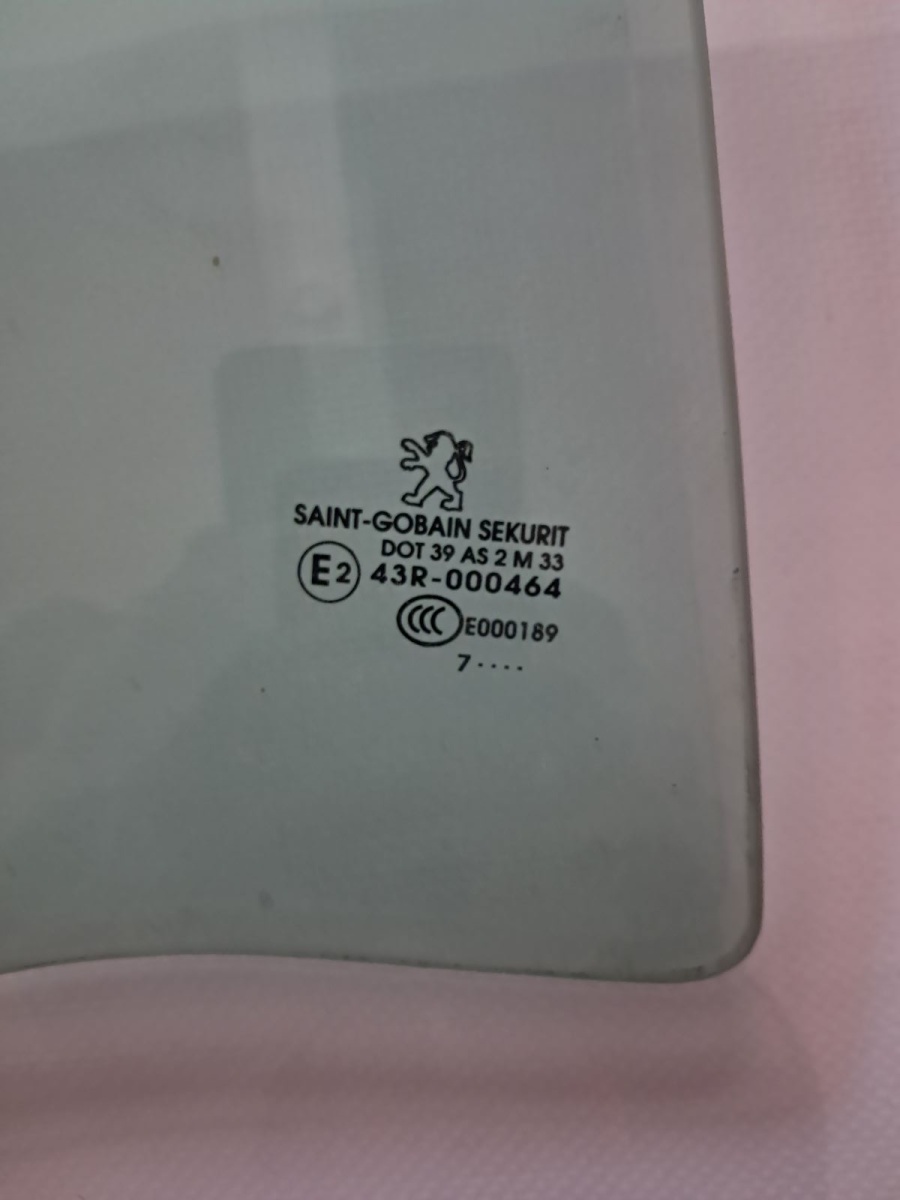 SAINT-GOBAIN SEKURIT
DOT 39 AS 2 M 33
E2 43R-000464
CCC E000189
7····